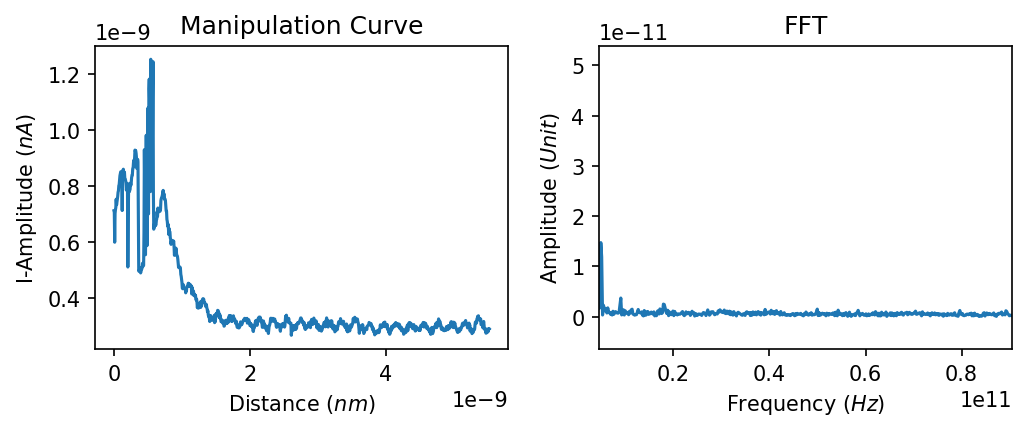 Manipulation Curve
1e−9
I-Amplitude (nA)
1.2
1.0
0.8
0.6
0.4
0
2
4
Distance (nm)
1e−9
FFT
1e−11
Amplitude (Unit)
5
4
3
2
1
0
0.2
0.4
0.6
0.8
Frequency (Hz)
1e11